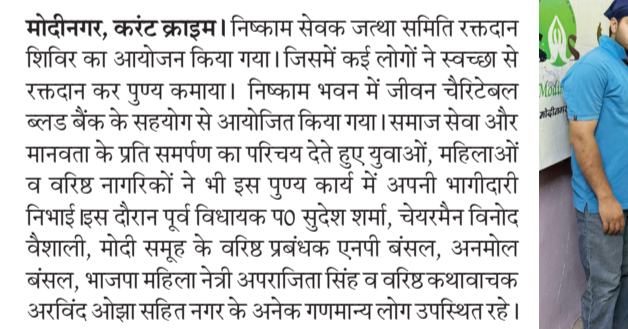 मोदीनगर, करंट क्राइम। निष्काम सेवक जत्था समिति रक्तदान
शिविर का आयोजन किया गया। जिसमें कई लोगों ने स्वच्छा से
रक्तदान कर पुण्य कमाया। निष्काम भवन में जीवन चैरिटेबल
ब्लड बैंक के सहयोग से आयोजित किया गया। समाज सेवा और
मानवता के प्रति समर्पण का परिचय देते हुए युवाओं, महिलाओं
व वरिष्ठ नागरिकों ने भी इस पुण्य कार्य में अपनी भागीदारी
निभाई।इस दौरान पूर्व विधायक प0 सुदेश शर्मा, चेयरमैन विनोद
वैशाली, मोदी समूह के वरिष्ठ प्रबंधक एनपी बंसल, अनमोल
बंसल, भाजपा महिला नेत्री अपराजिता सिंह व वरिष्ठ कथावाचक
अरविंद ओझा सहित नगर के अनेक गणमान्य लोग उपस्थित रहे।
मोदीनगर